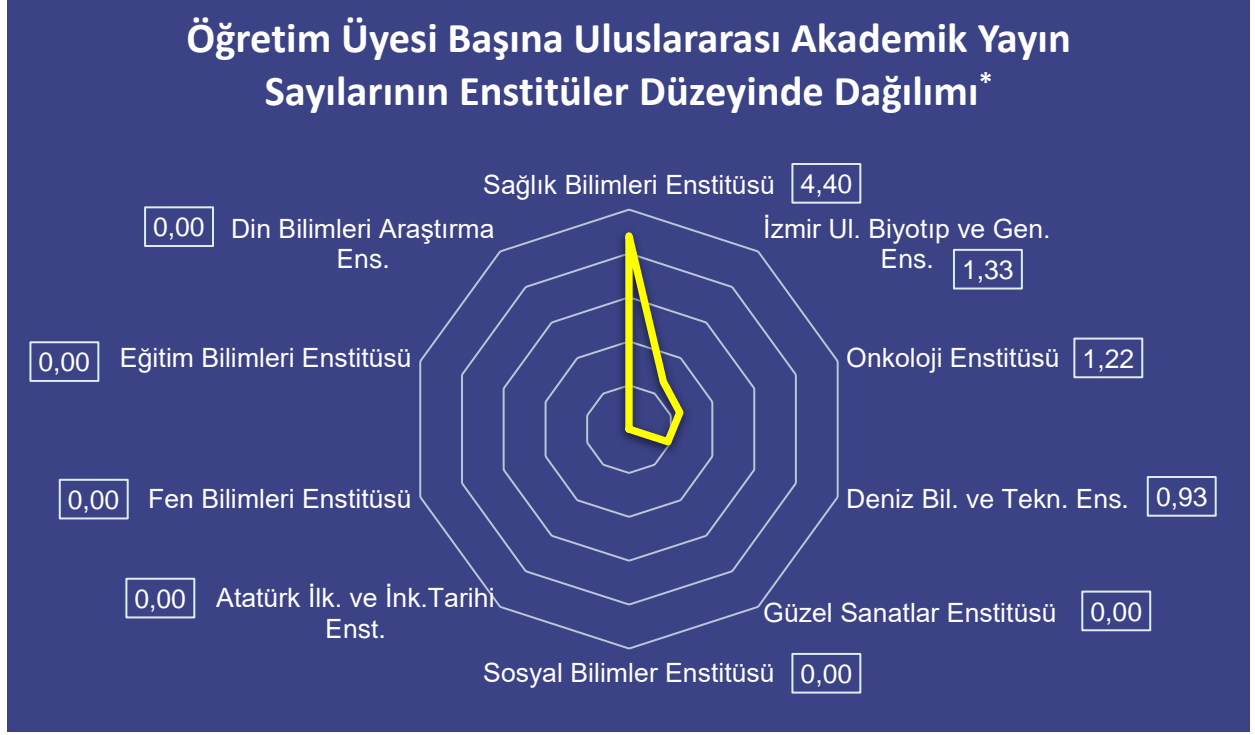 Öğretim Üyesi Başına Uluslararası Akademik Yayın
Sayılarının Enstitüler Düzeyinde Dağılımı*
Sağlık Bilimleri Enstitüsü 4,40
İzmir Ul. Biyotıp ve Gen.
Ens. 1,33
Onkoloji Enstitüsü 1,22
Deniz Bil. ve Tekn. Ens. 0,93
Güzel Sanatlar Enstitüsü 0,00
Sosyal Bilimler Enstitüsü 0,00
0,00 Atatürk İlk. ve İnk.Tarihi
Enst.
0,00 Fen Bilimleri Enstitüsü
0,00 Eğitim Bilimleri Enstitüsü
0,00 Din Bilimleri Araştırma
Ens.